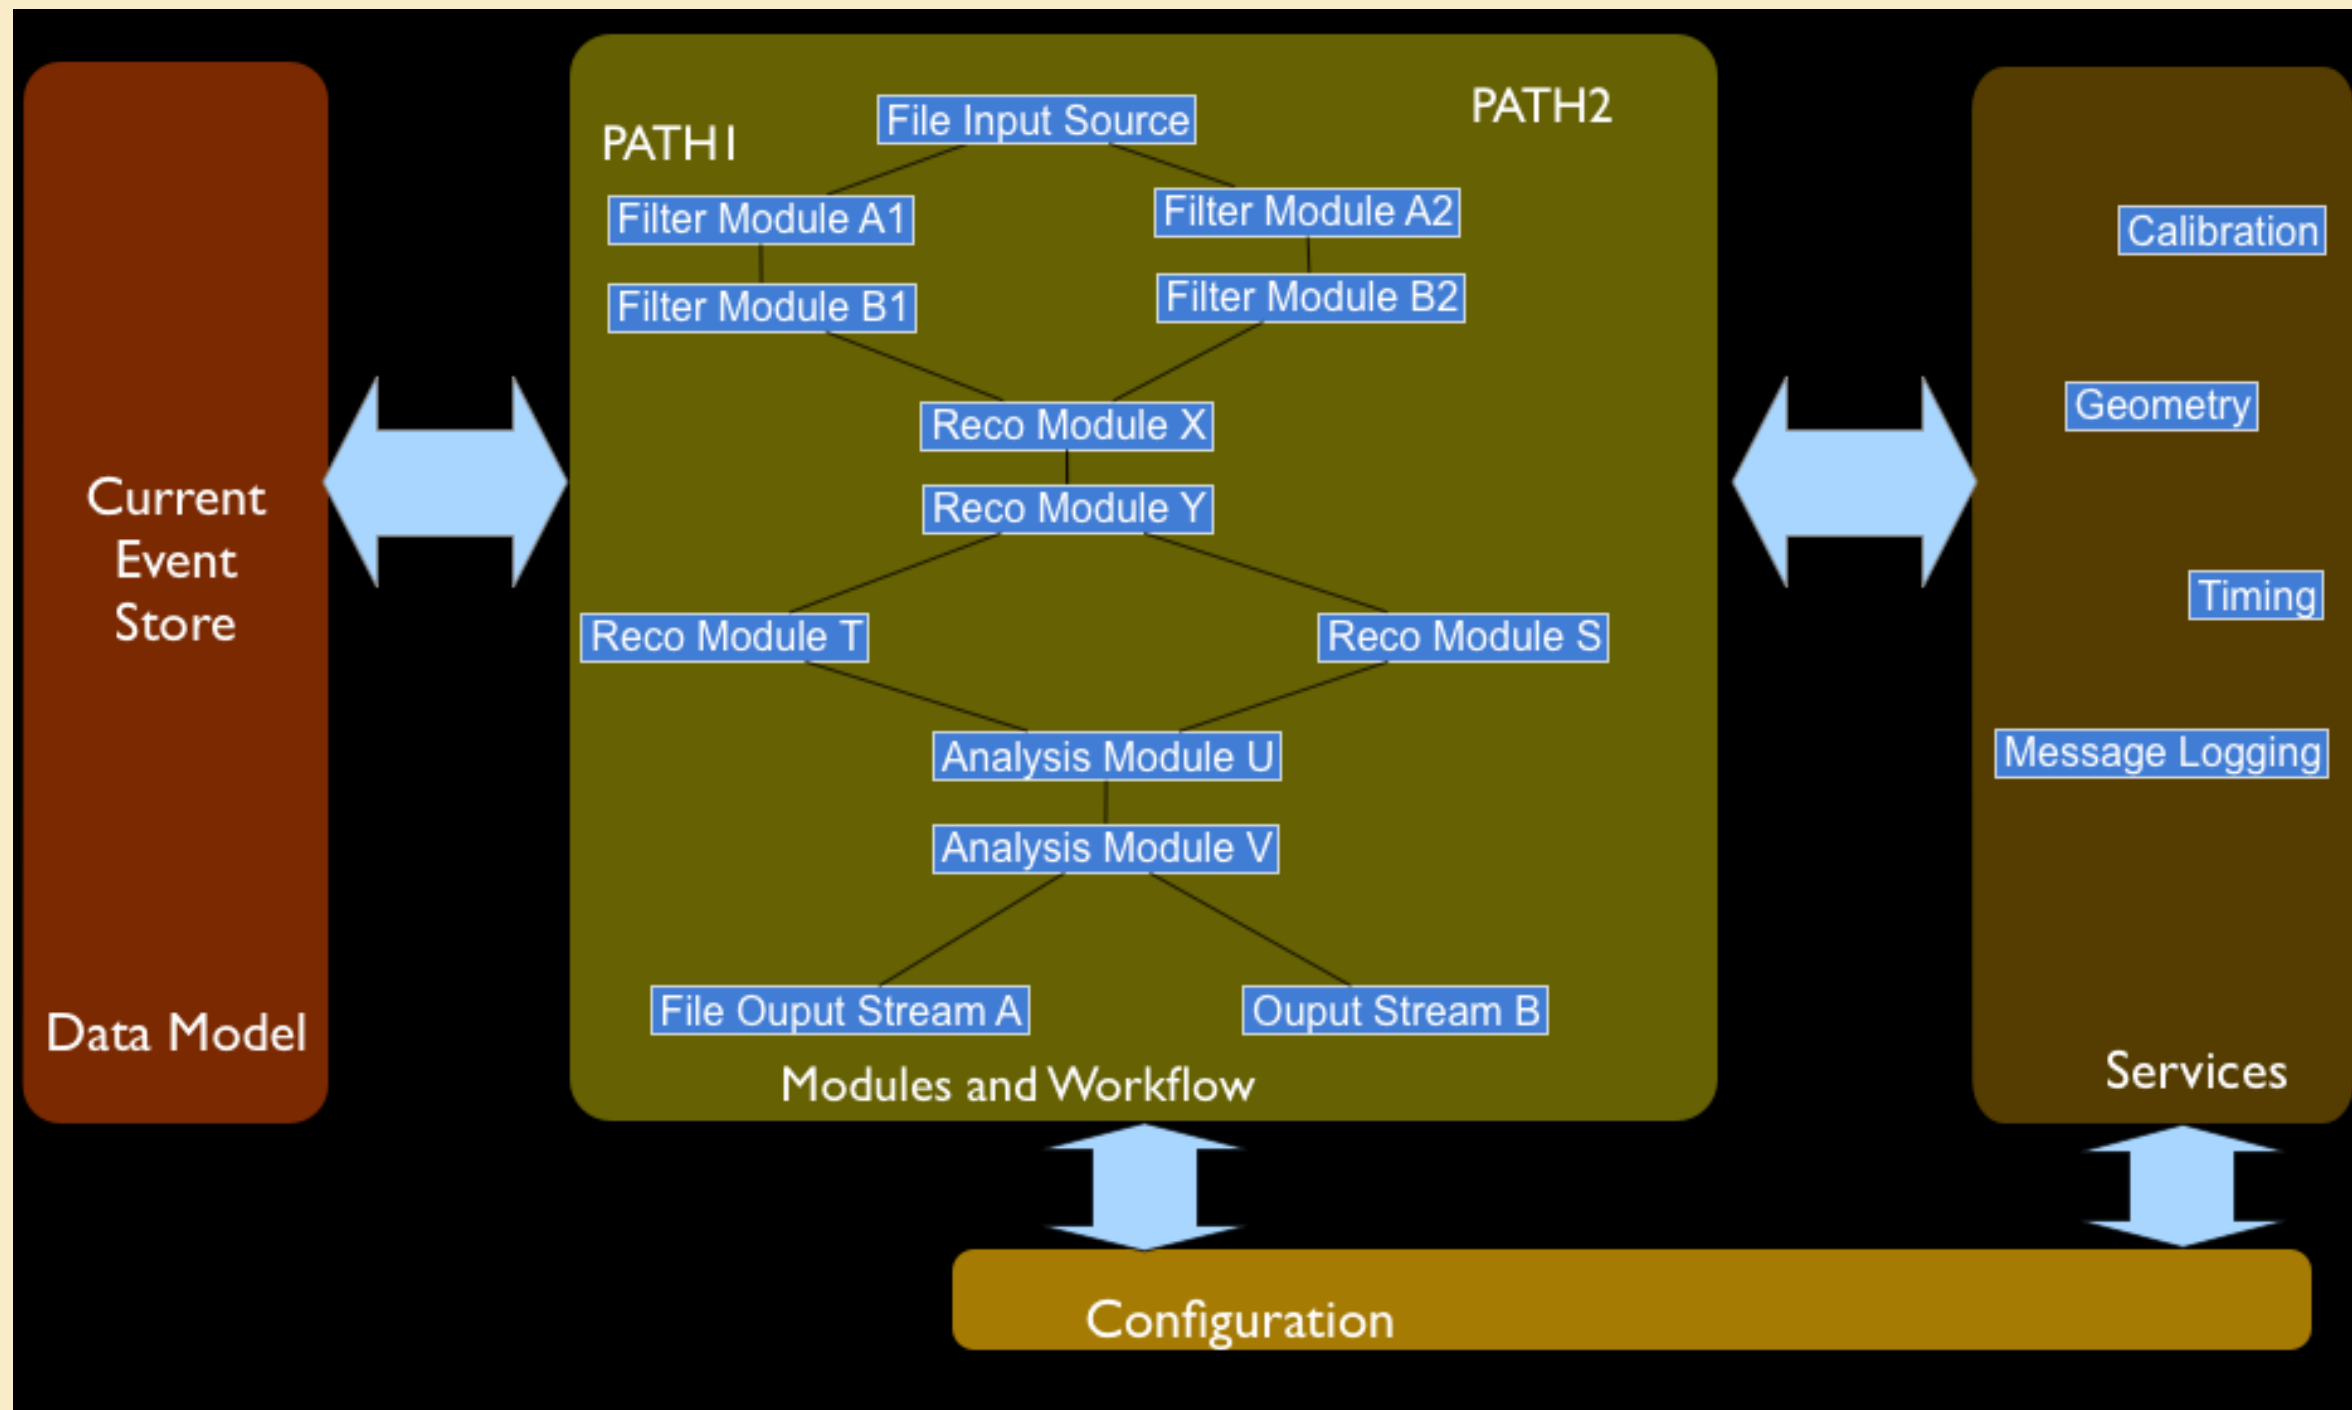 Current
Event
Store
Data Model
PATH1
PATH2
File Input Source
Filter Module A1
Filter Module A2
Filter Module B1
Filter Module B2
Reco Module X
Reco Module Y
Reco Module T
Reco Module S
Analysis Module U
Analysis Module V
File Ouput Stream A
Ouput Stream B
Modules and Workflow
Calibration
Geometry
Timing
Message Logging
Services
Configuration